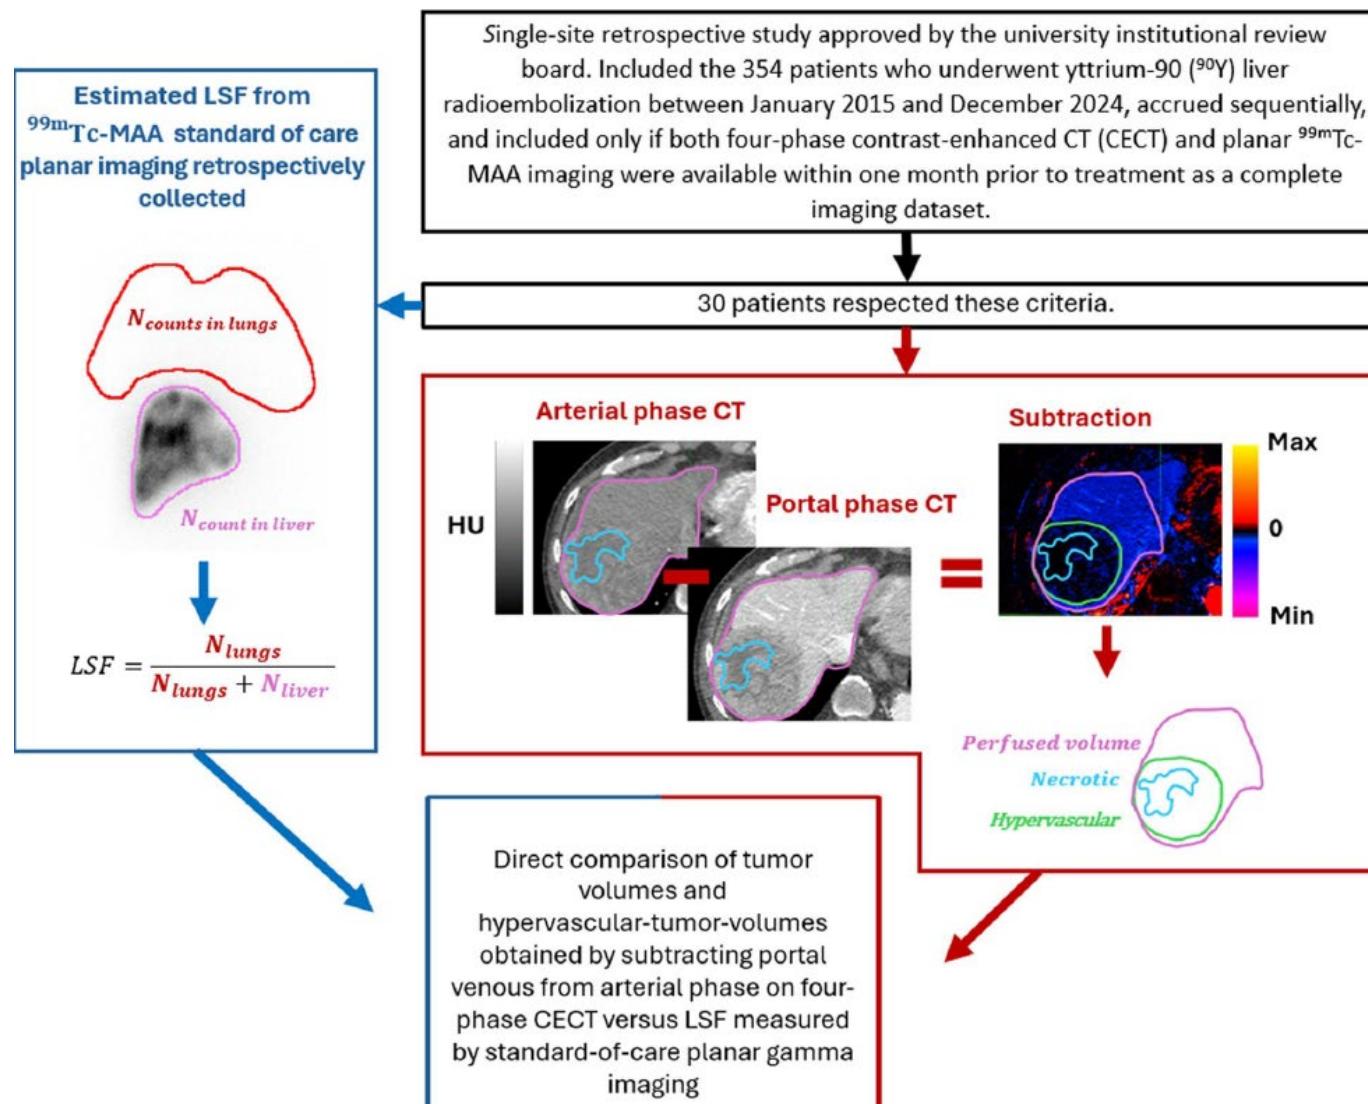 Single-site retrospective study approved by the university institutional review
board. Included the 354 patients who underwent yttrium-90 (⁹⁰Y) liver
radioembolization between January 2015 and December 2024, accrued sequentially,
and included only if both four-phase contrast-enhanced CT (CECT) and planar ⁹⁹ᵐTc-
MAA imaging were available within one month prior to treatment as a complete
imaging dataset.
30 patients respected these criteria.
Estimated LSF from
⁹⁹ᵐTc-MAA standard of care
planar imaging retrospectively
collected
N counts in lungs
N count in liver
LSF = N lungs / N lungs + N liver
Arterial phase CT
Portal phase CT
Subtraction
HU
Max
0
Min
Perfused volume
Necrotic
Hypervascular
Direct comparison of tumor
volumes and
hypervascular-tumor-volumes
obtained by subtracting portal
venous from arterial phase on four-
phase CECT versus LSF measured
by standard-of-care planar gamma
imaging